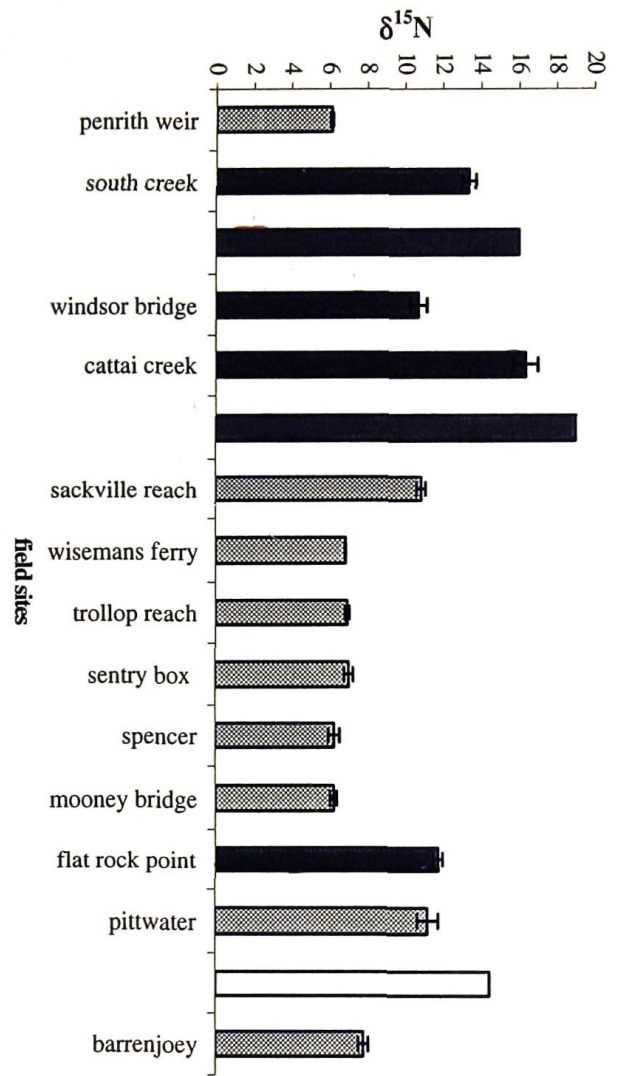 δ¹⁵N
0
2
4
6
8
10
12
14
16
18
20
penrith weir
south creek
windsor bridge
cattai creek
sackville reach
wisemans ferry
trollop reach
sentry box
spencer
mooney bridge
flat rock point
pittwater
barrenjoey
field sites